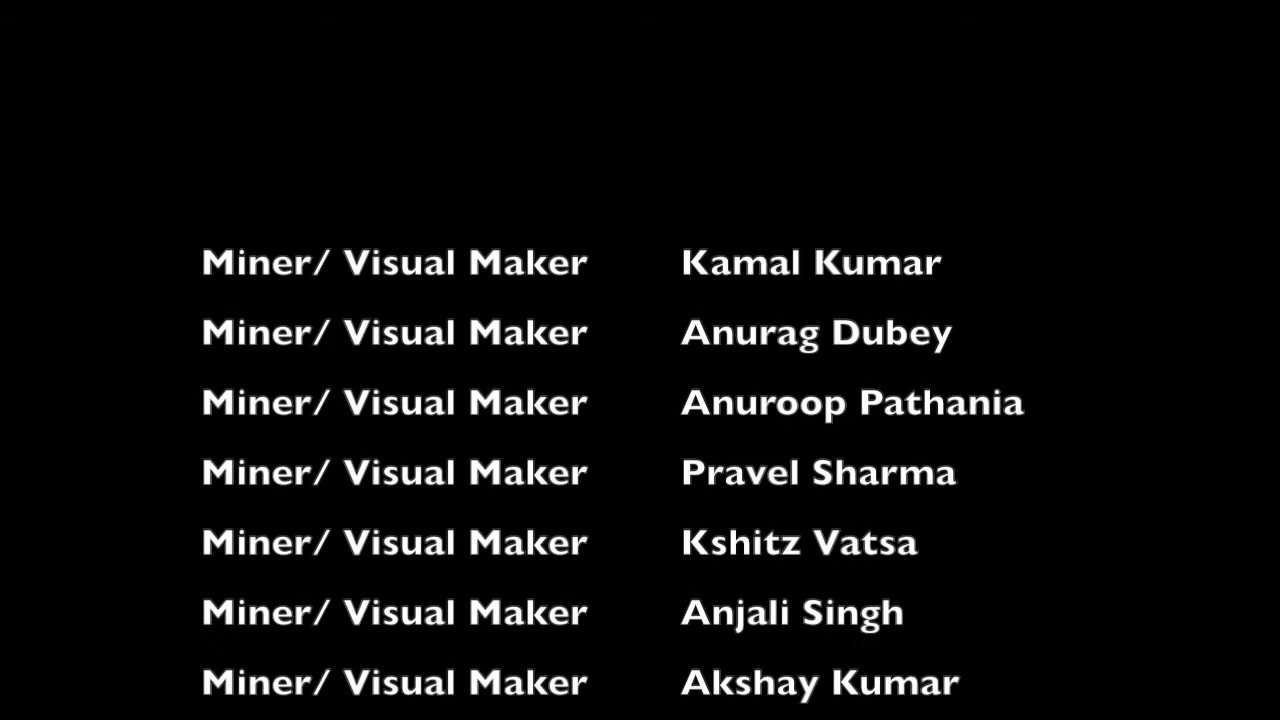 Miner/ Visual Maker Kamal Kumar
Miner/ Visual Maker Anurag Dubey
Miner/ Visual Maker Anuroop Pathania
Miner/ Visual Maker Pravel Sharma
Miner/ Visual Maker Kshitz Vatsa
Miner/ Visual Maker Anjali Singh
Miner/ Visual Maker Akshay Kumar